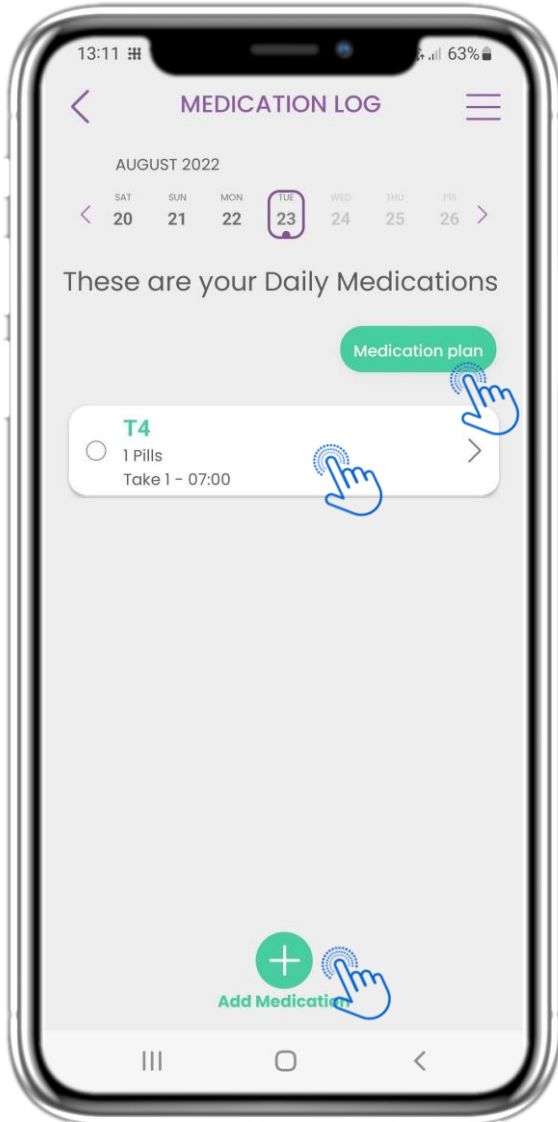 13:11 63%
MEDICATION LOG
AUGUST 2022
SAT SUN MON TUE WED THU FRI
20 21 22 23 24 25 26
These are your Daily Medications
Medication plan
T4
1 Pills
Take 1 - 07:00
Add Medication